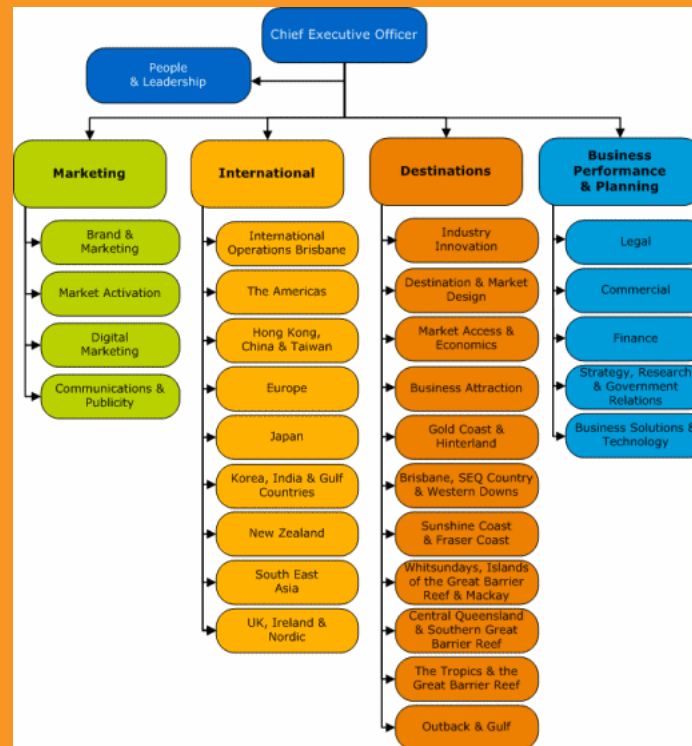 Chief Executive Officer
People
& Leadership
Marketing
International
Destinations
Business
Performance
& Planning
Brand &
Marketing
Market Activation
Digital
Marketing
Communications &
Publicity
International
Operations Brisbane
The Americas
Hong Kong,
China & Taiwan
Europe
Japan
Korea, India & Gulf
Countries
New Zealand
South East
Asia
UK, Ireland &
Nordic
Industry
Innovation
Destination & Market
Design
Market Access &
Economics
Business Attraction
Gold Coast &
Hinterland
Brisbane, SEQ Country
& Western Downs
Sunshine Coast
& Fraser Coast
Whitsundays, Islands
of the Great Barrier
Reef & Mackay
Central Queensland
& Southern Great
Barrier Reef
The Tropics & the
Great Barrier Reef
Outback & Gulf
Legal
Commercial
Finance
Strategy, Research
& Government
Relations
Business Solutions &
Technology